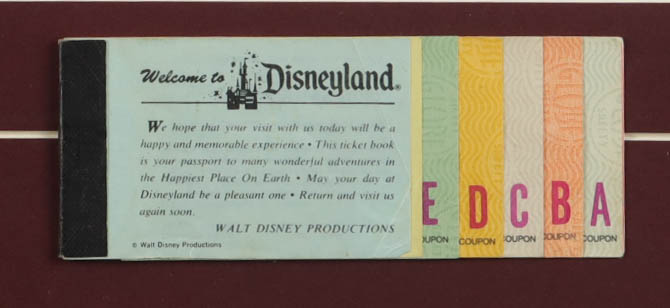 Welcome to Disneyland®
We hope that your visit with us today will be a
happy and memorable experience • This ticket book
is your passport to many wonderful adventures in
the Happiest Place On Earth • May your day at
Disneyland be a pleasant one • Return and visit us
again soon.
WALT DISNEY PRODUCTIONS
© Walt Disney Productions
E D C B A
OUPON COUPON COUPON COUPON COUPON